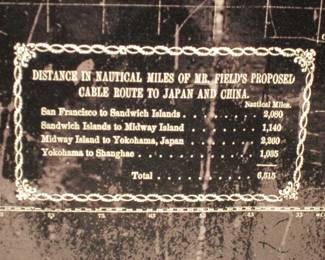 DISTANCE IN NAUTICAL MILES OF MR. FIELD'S PROPOSED
CABLE ROUTE TO JAPAN AND CHINA.
Nautical Miles.
San Francisco to Sandwich Islands . . . . . . . 2,080
Sandwich Islands to Midway Island . . . . . . . 1,140
Midway Island to Yokohama, Japan . . . . . . . 2,260
Yokohama to Shanghae . . . . . . . . . . . 1,035
Total . . . . . . . 6,515